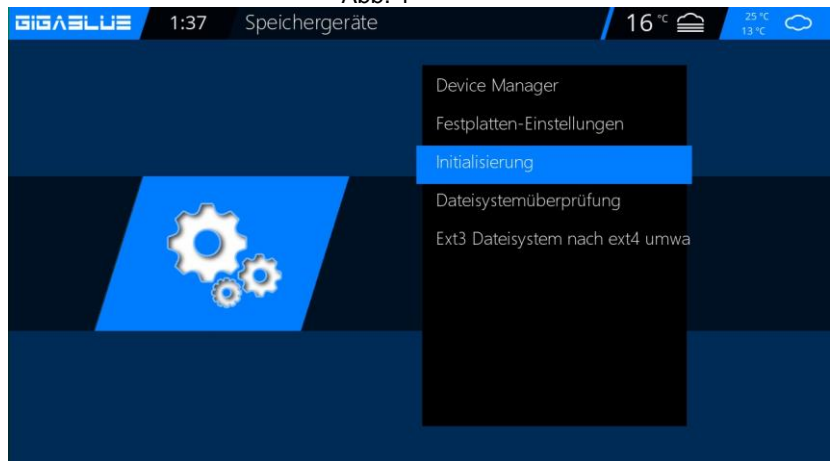 GIGABLUE 1:37 Speichergeräte 16 °C 25 °C
13 °C
Device Manager
Festplatten-Einstellungen
Initialisierung
Dateisystemüberprüfung
Ext3 Dateisystem nach ext4 umwa